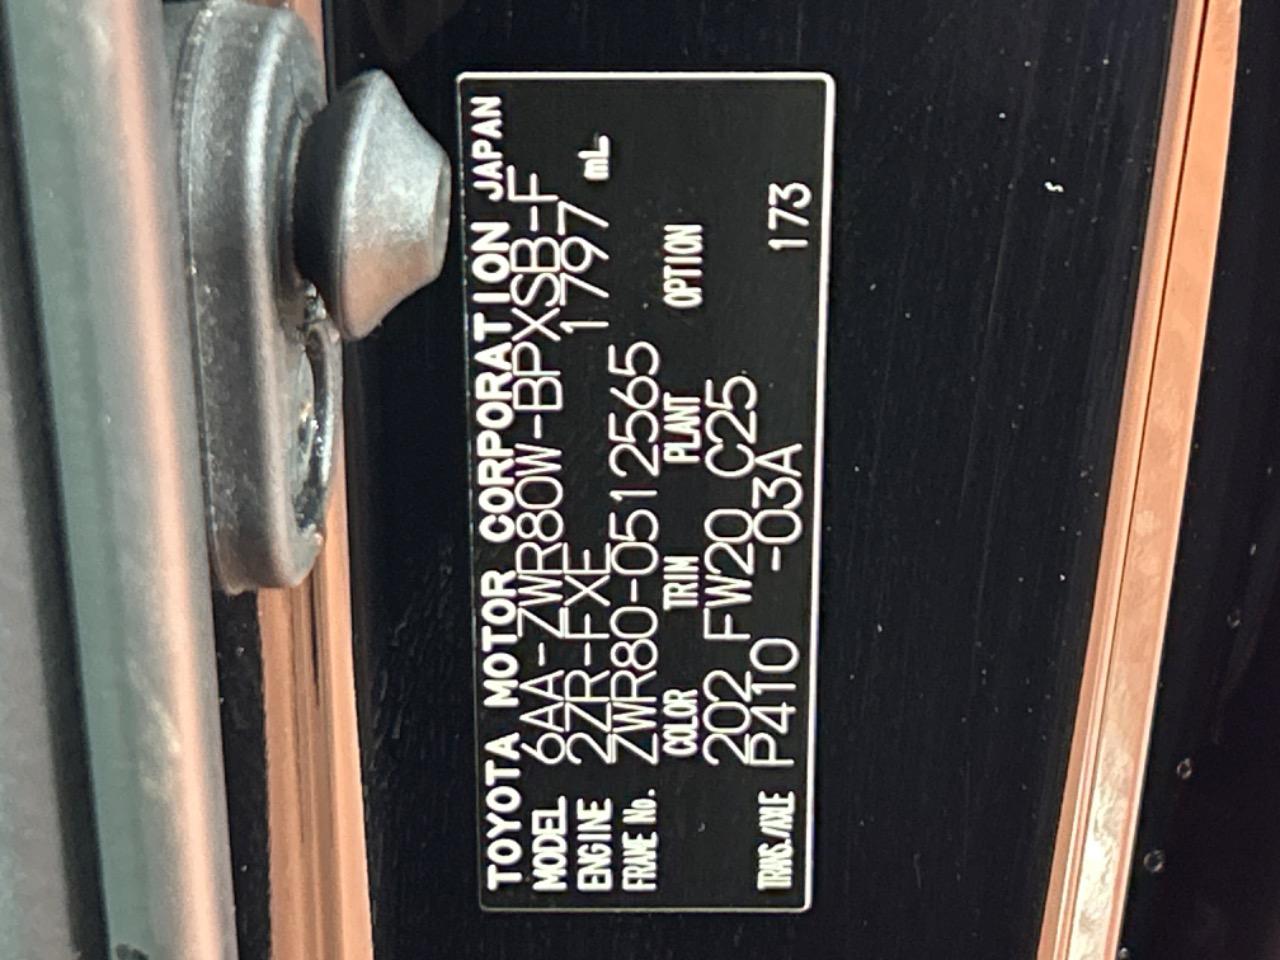 TOYOTA MOTOR CORPORATION JAPAN
MODEL 6AA-ZWR80W-BPXSB-F
ENGINE 2ZR-FXE 1797 mL
FRAME No. ZWR80-0512565
COLOR TRIM PLANT OPTION
202 FW20 C25
TRANS./AXLE P410 -03A 173